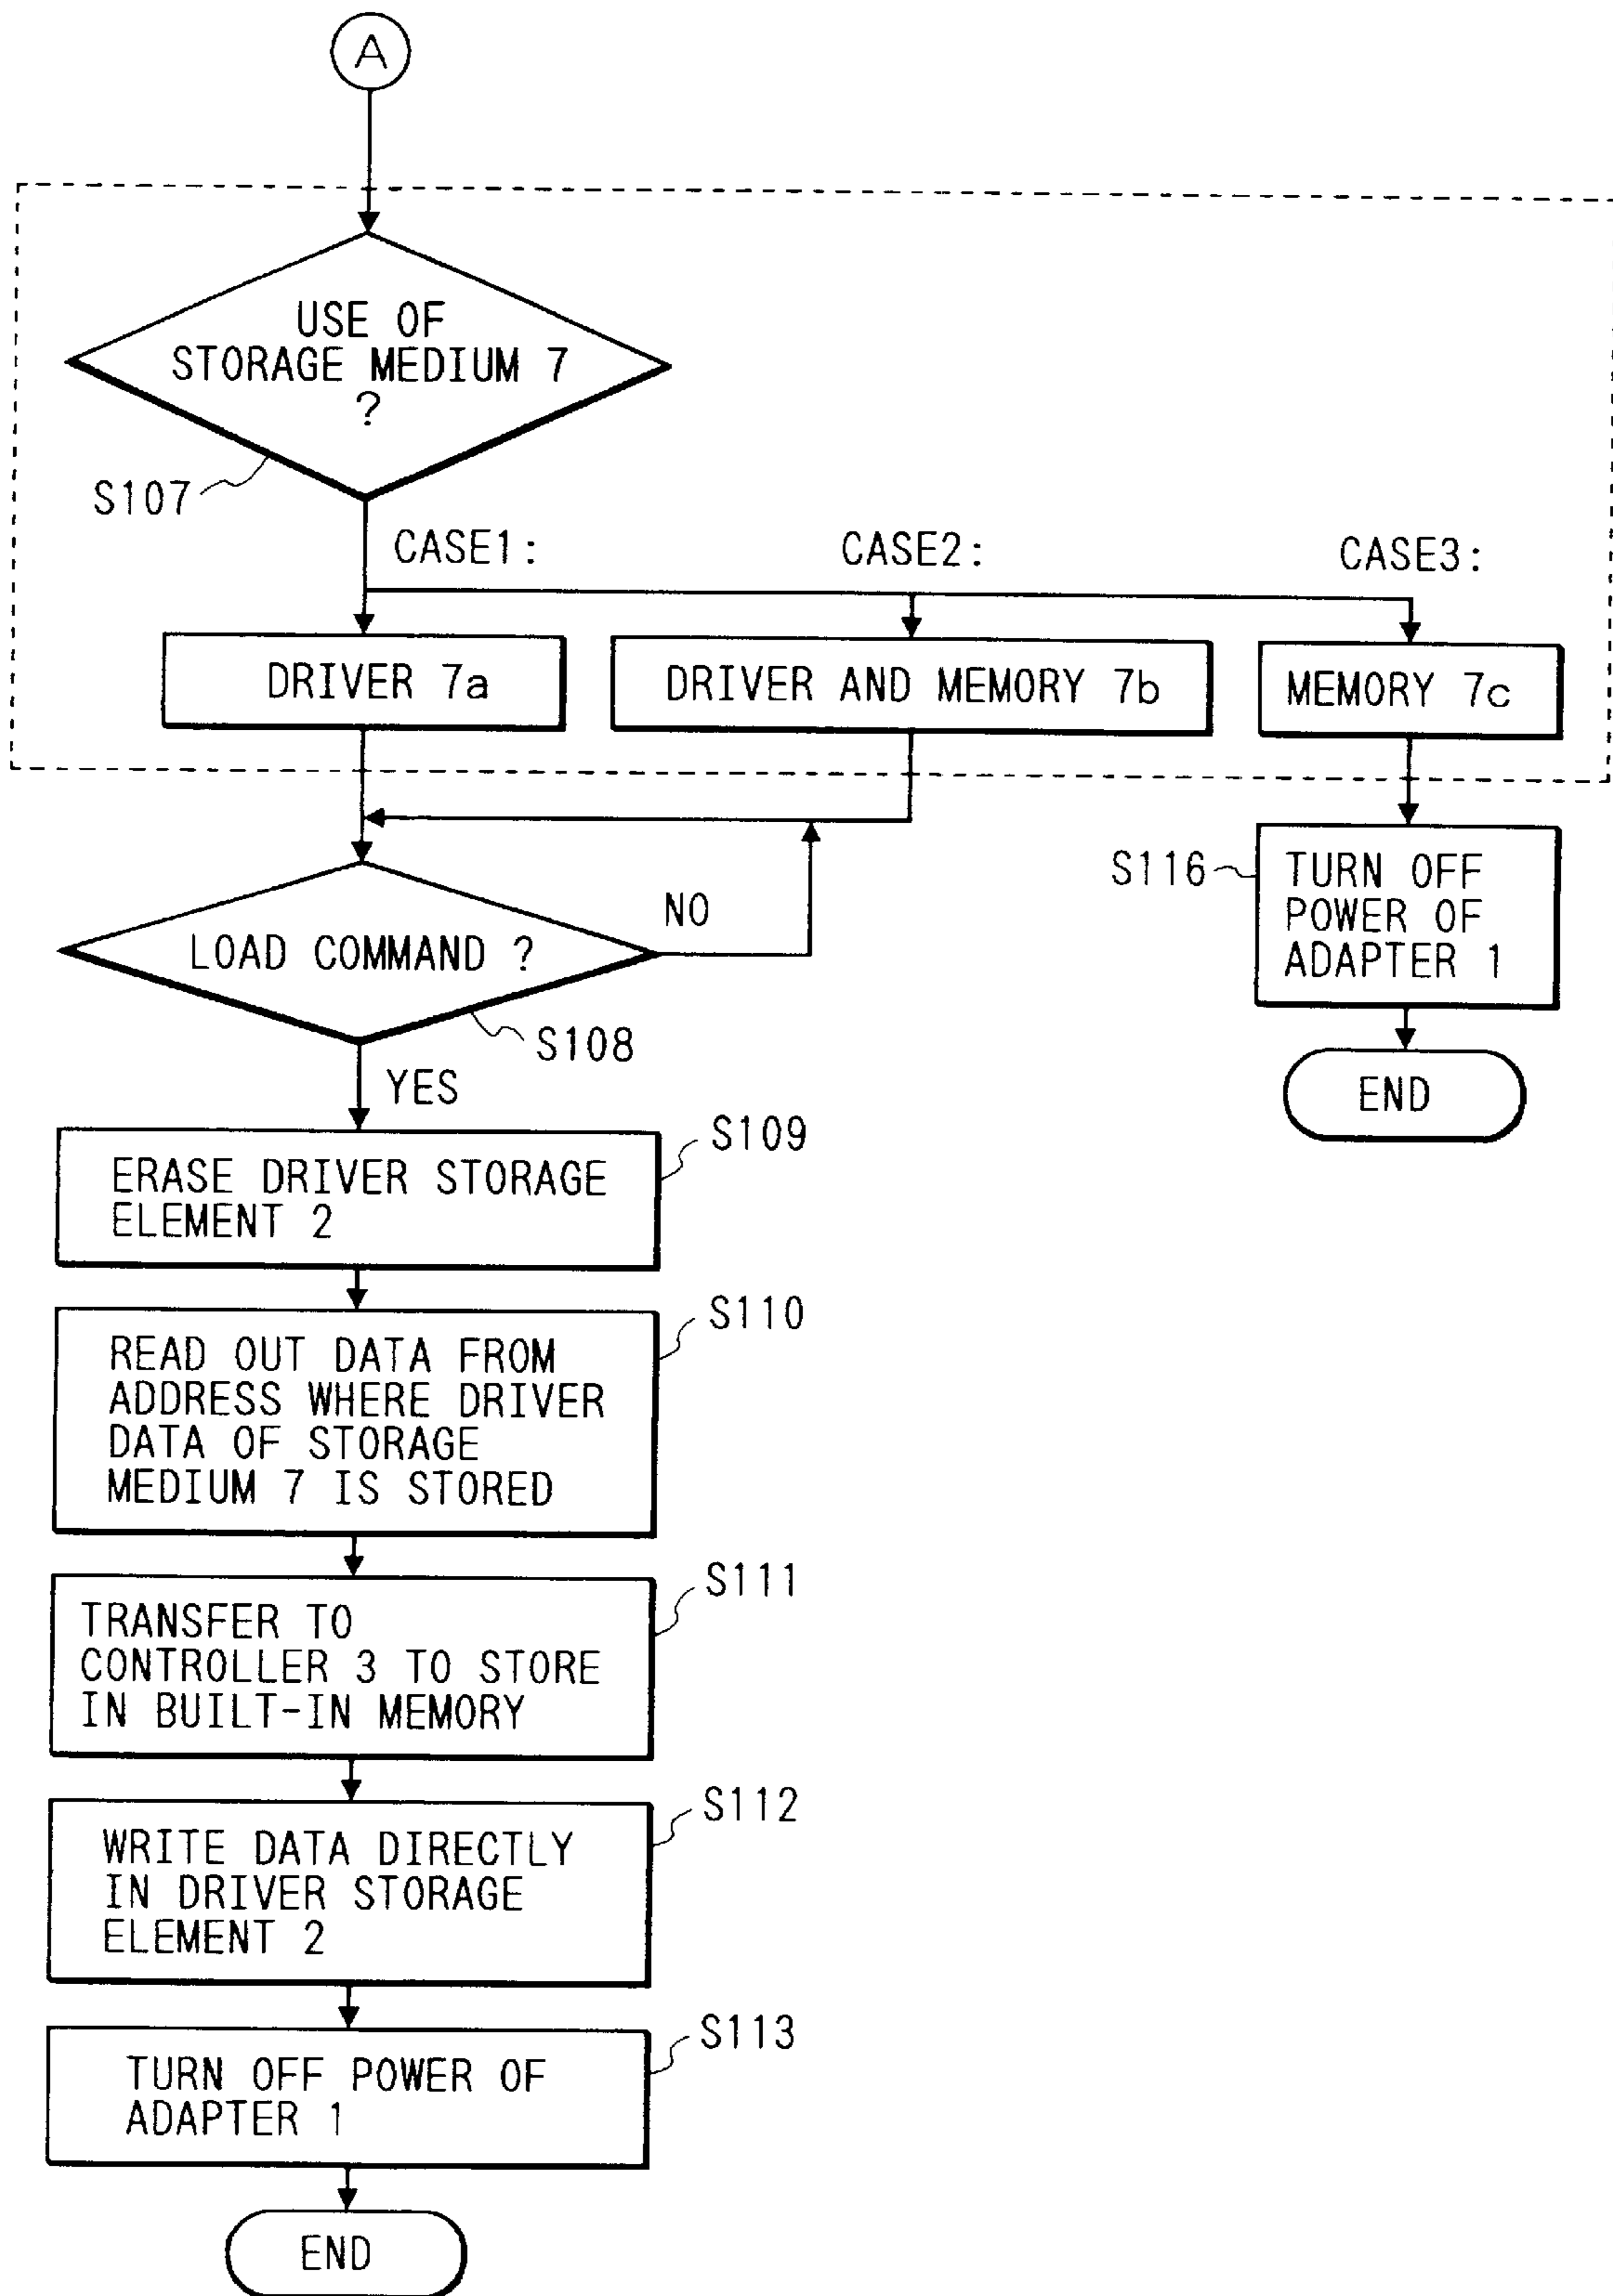 A
USE OF
STORAGE MEDIUM 7
?
S107
CASE1:
CASE2:
CASE3:
DRIVER 7a
DRIVER AND MEMORY 7b
MEMORY 7c
LOAD COMMAND ?
NO
S108
YES
S116
TURN OFF
POWER OF
ADAPTER 1
END
S109
ERASE DRIVER STORAGE
ELEMENT 2
S110
READ OUT DATA FROM
ADDRESS WHERE DRIVER
DATA OF STORAGE
MEDIUM 7 IS STORED
S111
TRANSFER TO
CONTROLLER 3 TO STORE
IN BUILT-IN MEMORY
S112
WRITE DATA DIRECTLY
IN DRIVER STORAGE
ELEMENT 2
S113
TURN OFF POWER OF
ADAPTER 1
END